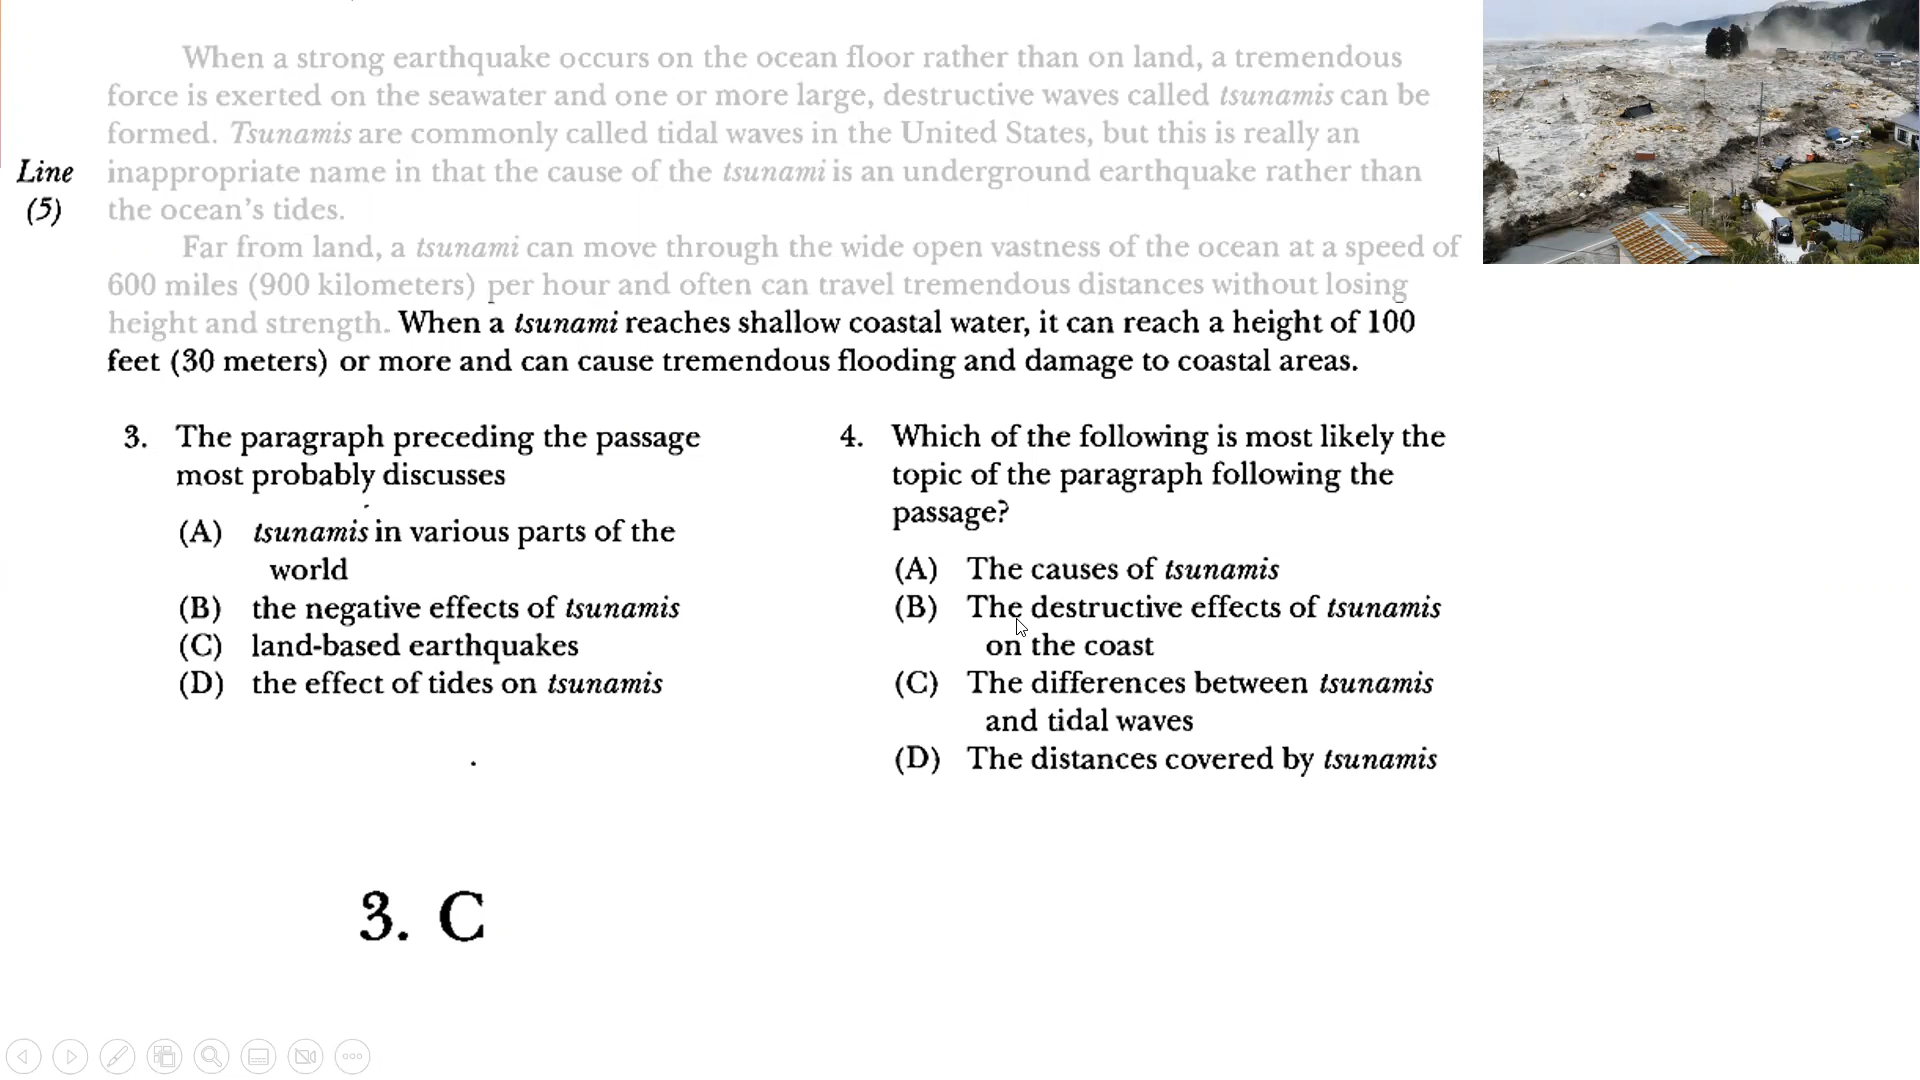 When a strong earthquake occurs on the ocean floor rather than on land, a tremendous
force is exerted on the seawater and one or more large, destructive waves called tsunamis can be
formed. Tsunamis are commonly called tidal waves in the United States, but this is really an
Line inappropriate name in that the cause of the tsunami is an underground earthquake rather than
(5) the ocean's tides.
Far from land, a tsunami can move through the wide open vastness of the ocean at a speed of
600 miles (900 kilometers) per hour and often can travel tremendous distances without losing
height and strength. When a tsunami reaches shallow coastal water, it can reach a height of 100
feet (30 meters) or more and can cause tremendous flooding and damage to coastal areas.
3. The paragraph preceding the passage
most probably discusses
(A) tsunamis in various parts of the
world
(B) the negative effects of tsunamis
(C) land-based earthquakes
(D) the effect of tides on tsunamis
4. Which of the following is most likely the
topic of the paragraph following the
passage?
(A) The causes of tsunamis
(B) The destructive effects of tsunamis
on the coast
(C) The differences between tsunamis
and tidal waves
(D) The distances covered by tsunamis
3. C